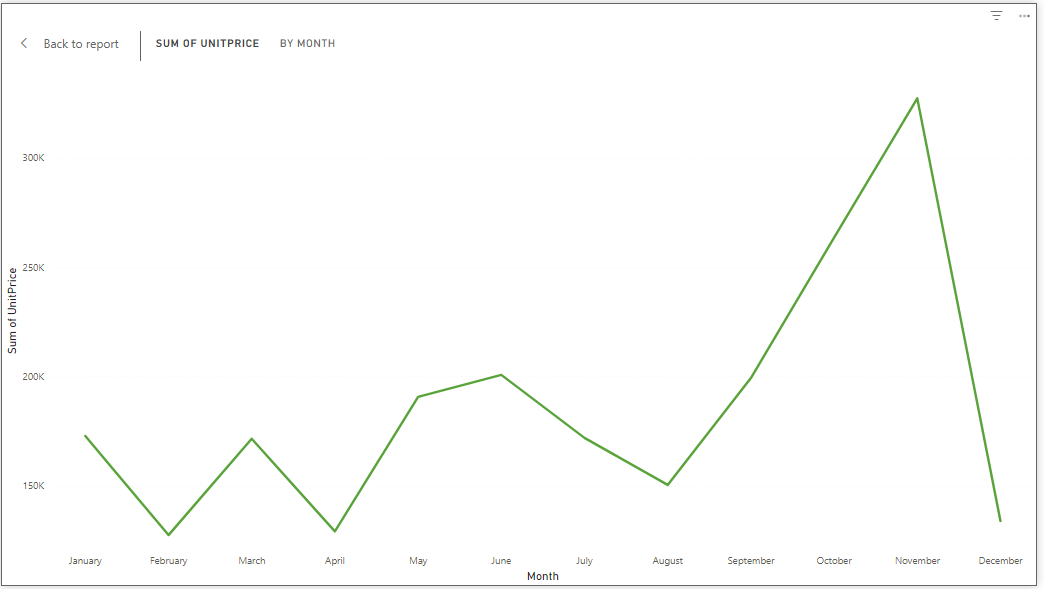 Back to report
SUM OF UNITPRICE BY MONTH
300K
250K
200K
150K
Sum of UnitPrice
January February March April May June July August September October November December
Month